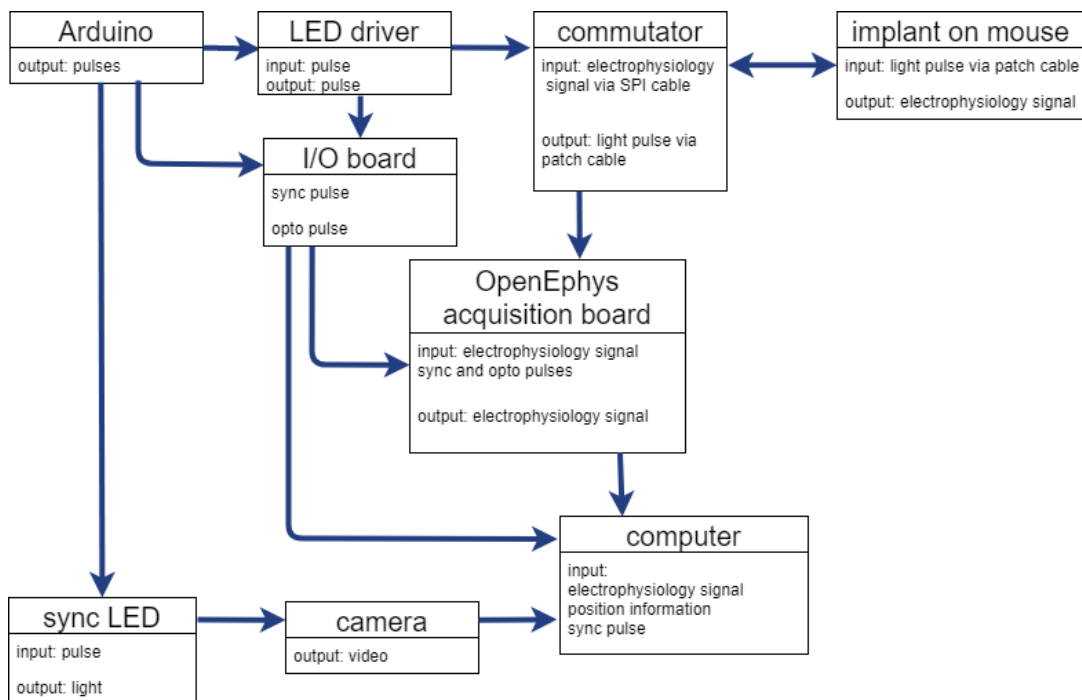 Arduino
output: pulses
LED driver
input: pulse
output: pulse
commutator
input: electrophysiology
signal via SPI cable
output: light pulse via
patch cable
implant on mouse
input: light pulse via patch cable
output: electrophysiology signal
I/O board
sync pulse
opto pulse
OpenEphys
acquisition board
input: electrophysiology signal
sync and opto pulses
output: electrophysiology signal
computer
input:
electrophysiology signal
position information
sync pulse
sync LED
input: pulse
output: light
camera
output: video